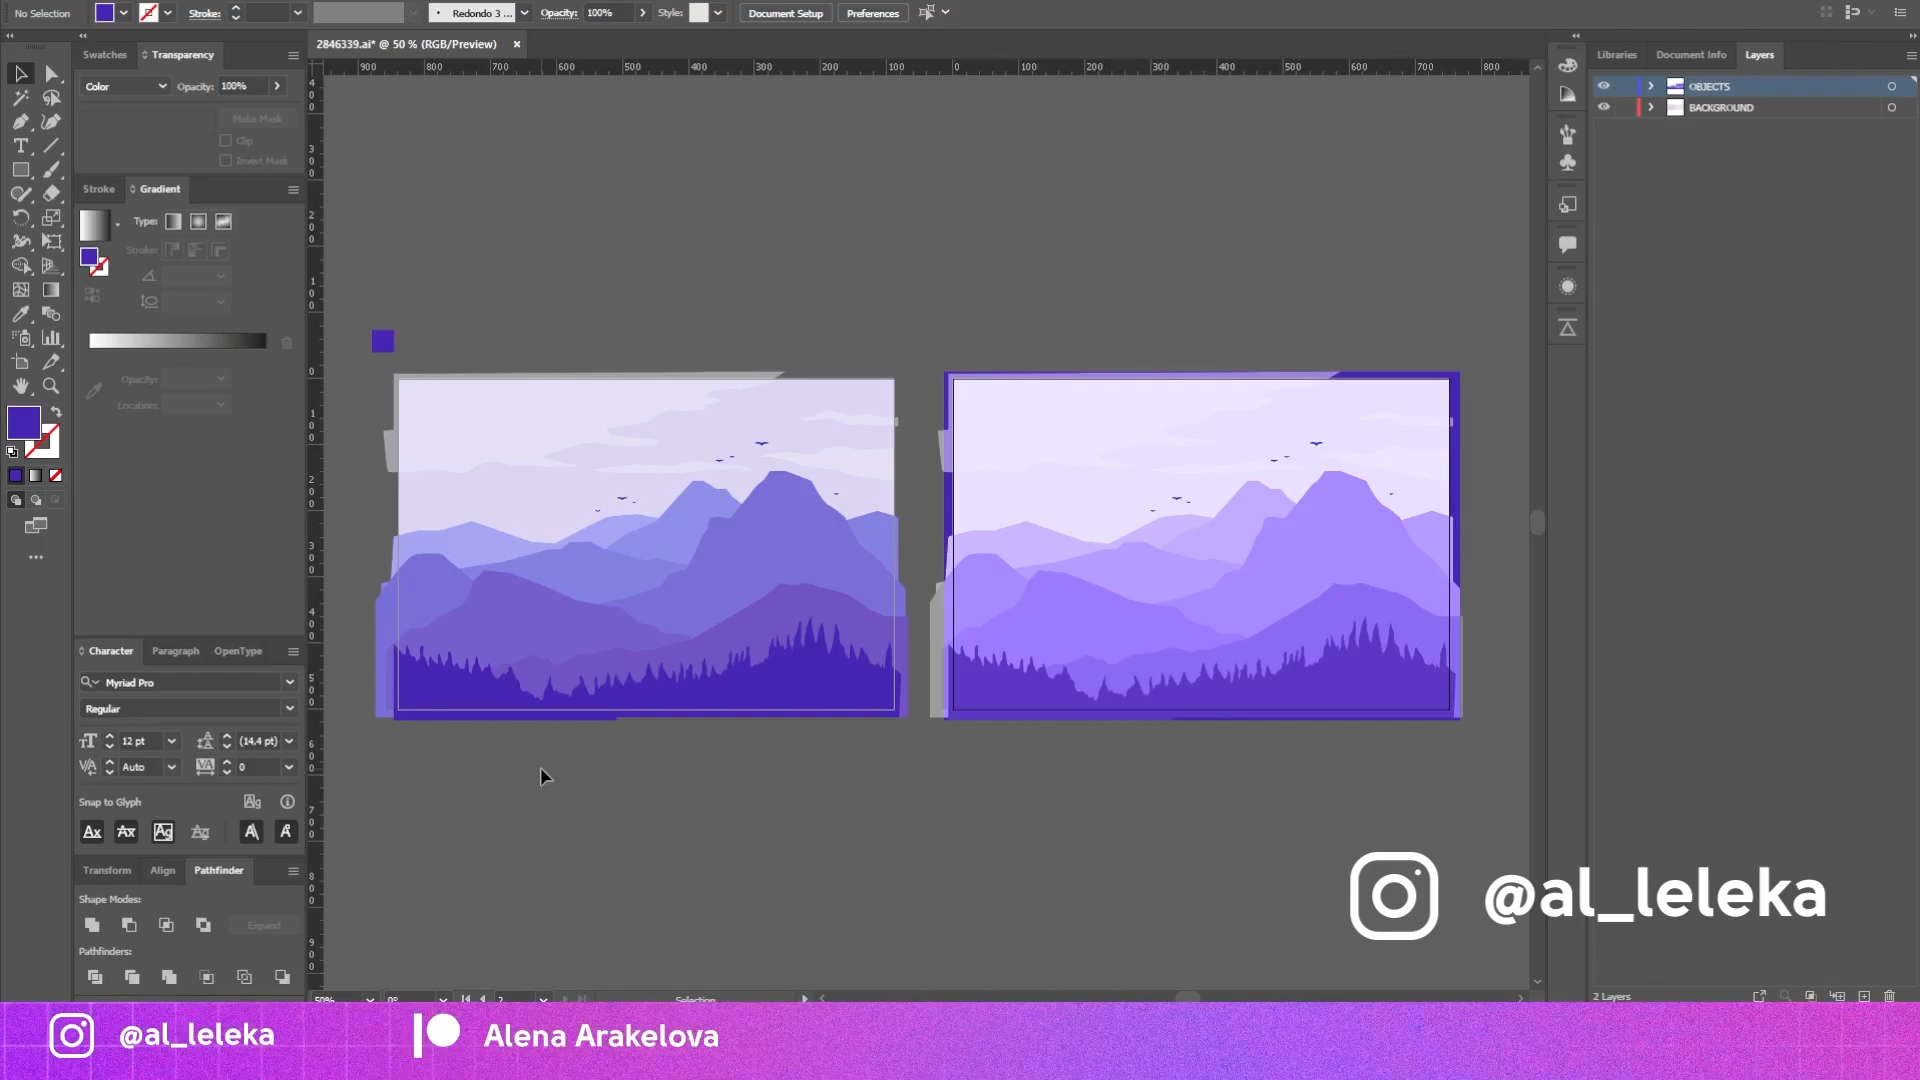 No Selection
Stroke:
Redondo 3 ...
Opacity: 100%
Style:
Document Setup
Preferences
Swatches
Transparency
2846339.ai* @ 50 % (RGB/Preview)
Libraries
Document Info
Layers
900 800 700 600 500 400 300 200 100 0 100 200 300 400 500 600 700 800
Color
Opacity: 100%
OBJECTS
BACKGROUND
Make Mask
Clip
Invert Mask
Stroke
Gradient
Type:
Stroke:
Opacity:
Location:
Character
Paragraph
OpenType
Myriad Pro
Regular
12 pt
(14,4 pt)
Auto
0
Snap to Glyph
Transform
Align
Pathfinder
Shape Modes:
Expand
Pathfinders:
@al_leleka
50%
0°
2
Selection
2 Layers
@al_leleka
Alena Arakelova